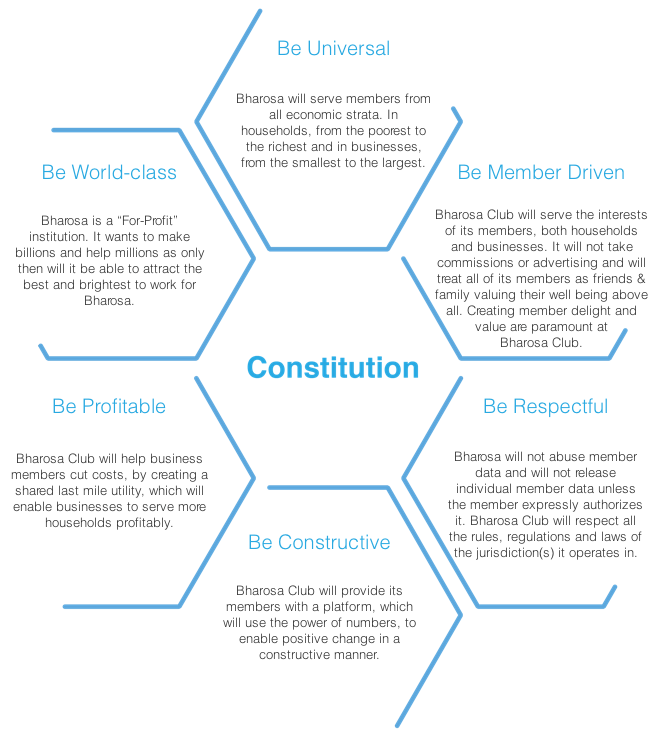 Be Universal
Bharosa will serve members from
all economic strata. In
households, from the poorest to
the richest and in businesses,
from the smallest to the largest.
Be World-class
Bharosa is a “For-Profit”
institution. It wants to make
billions and help millions as only
then will it be able to attract the
best and brightest to work for
Bharosa.
Be Member Driven
Bharosa Club will serve the interests
of its members, both households
and businesses. It will not take
commissions or advertising and will
treat all of its members as friends &
family valuing their well being above
all. Creating member delight and
value are paramount at
Bharosa Club.
Constitution
Be Profitable
Bharosa Club will help business
members cut costs, by creating a
shared last mile utility, which will
enable businesses to serve more
households profitably.
Be Respectful
Bharosa will not abuse member
data and will not release
individual member data unless
the member expressly authorizes
it. Bharosa Club will respect all
the rules, regulations and laws of
the jurisdiction(s) it operates in.
Be Constructive
Bharosa Club will provide its
members with a platform, which
will use the power of numbers, to
enable positive change in a
constructive manner.